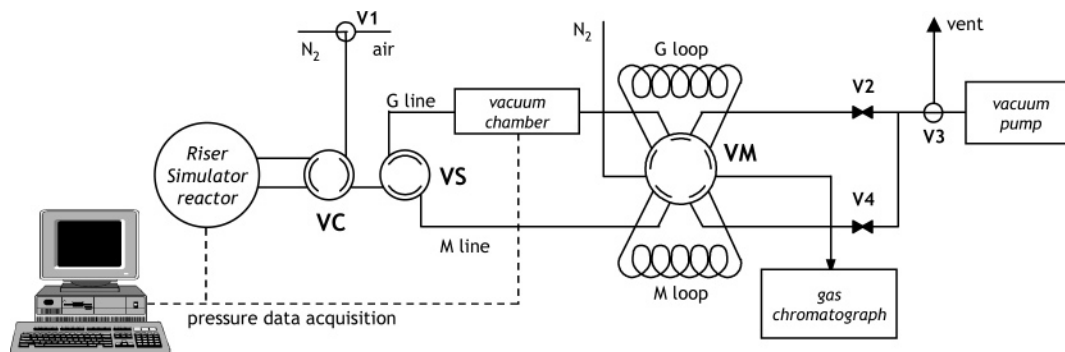 V1
N2
air
N2
G loop
vent
V2
G line
vacuum
chamber
V3
vacuum
pump
Riser
Simulator
reactor
VC
VS
VM
V4
M line
M loop
gas
chromatograph
pressure data acquisition